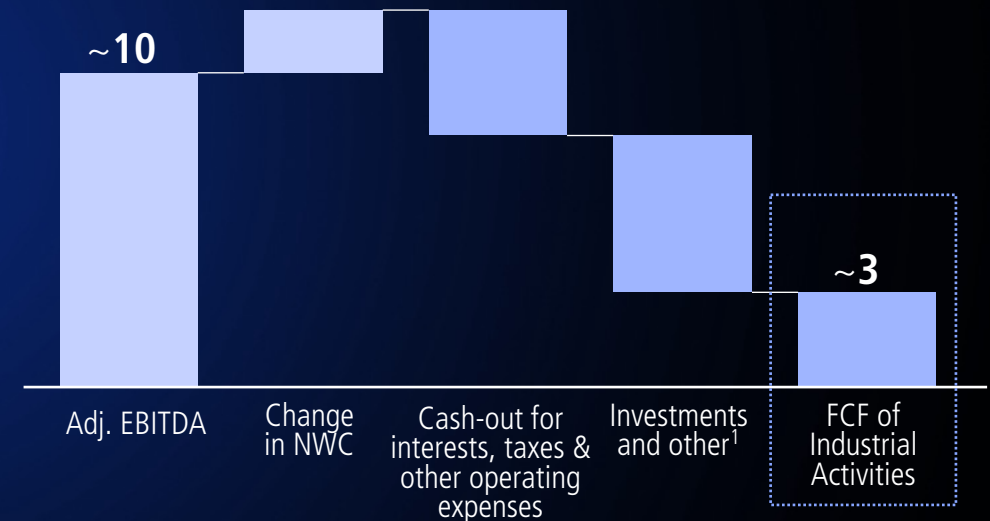 ~10
~3
Adj. EBITDA
Change
in NWC
Cash-out for
interests, taxes &
other operating
expenses
Investments
and other¹
FCF of
Industrial
Activities